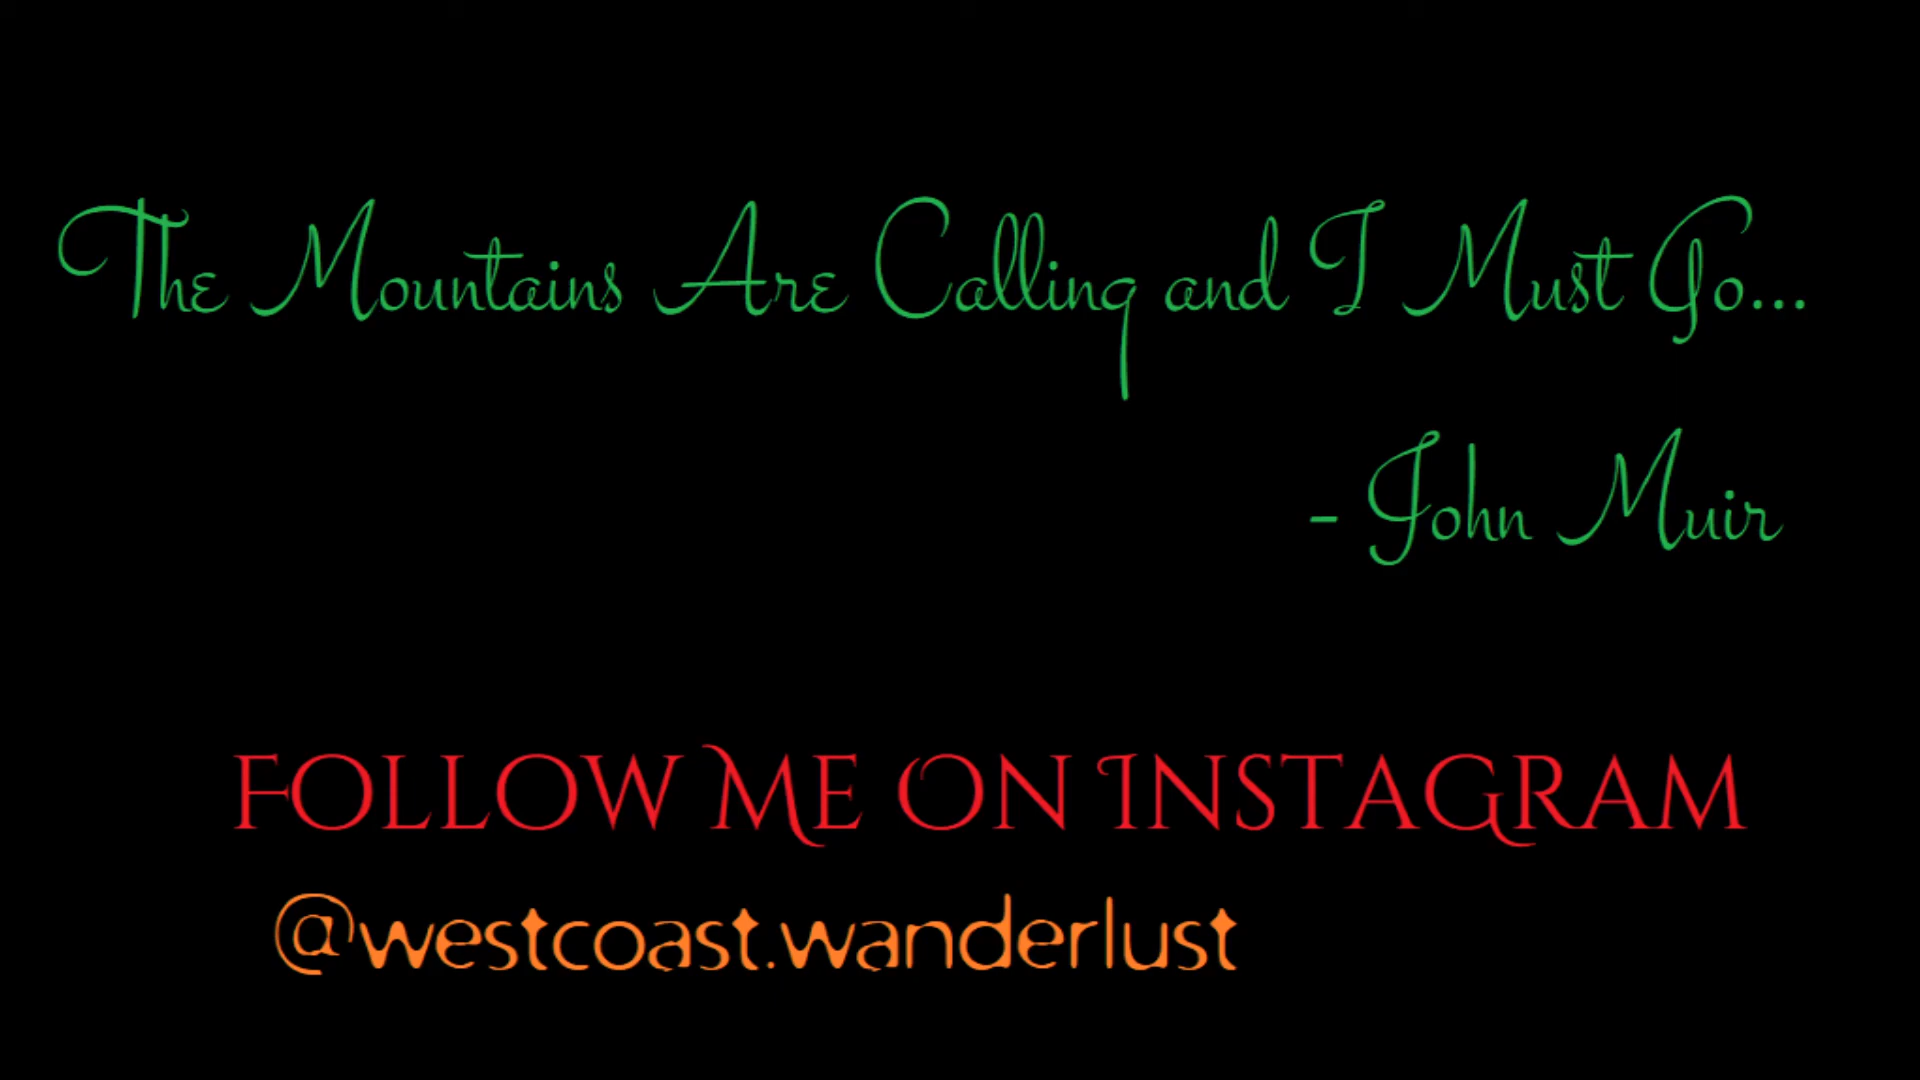 The Mountains Are Calling and I Must Go...
- John Muir
Follow Me On Instagram
@westcoast.wanderlust